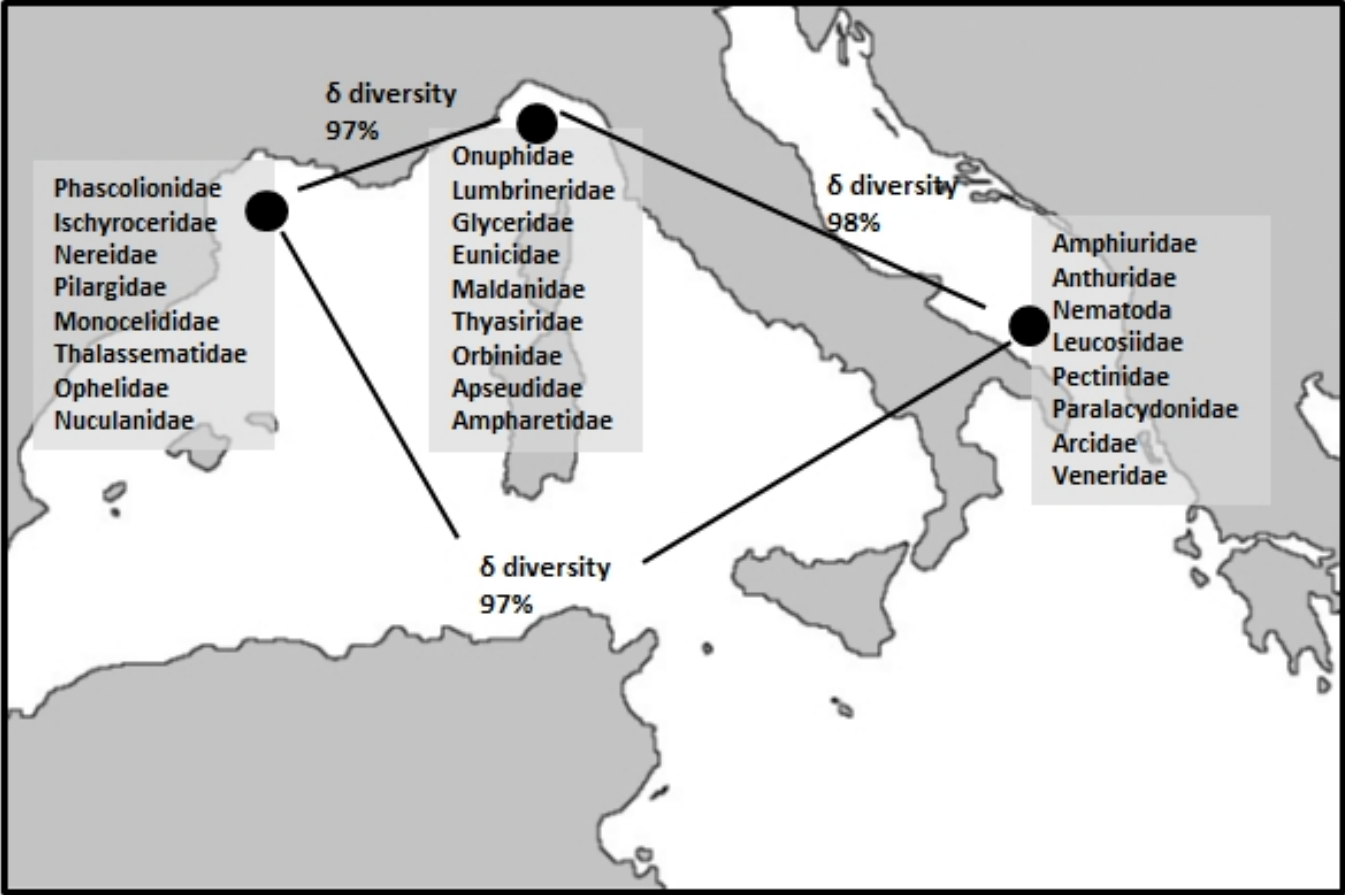 δ diversity
97%
Phascolionidae
Ischyroceridae
Nereidae
Pilargidae
Monocelididae
Thalassematidae
Ophelidae
Nuculanidae
Onuphidae
Lumbrineridae
Glyceridae
Eunicidae
Maldanidae
Thyasiridae
Orbinidae
Apseudidae
Ampharetidae
δ diversity
98%
Amphiuridae
Anthuridae
Nematoda
Leucosiidae
Pectinidae
Paralacydonidae
Arcidae
Veneridae
δ diversity
97%